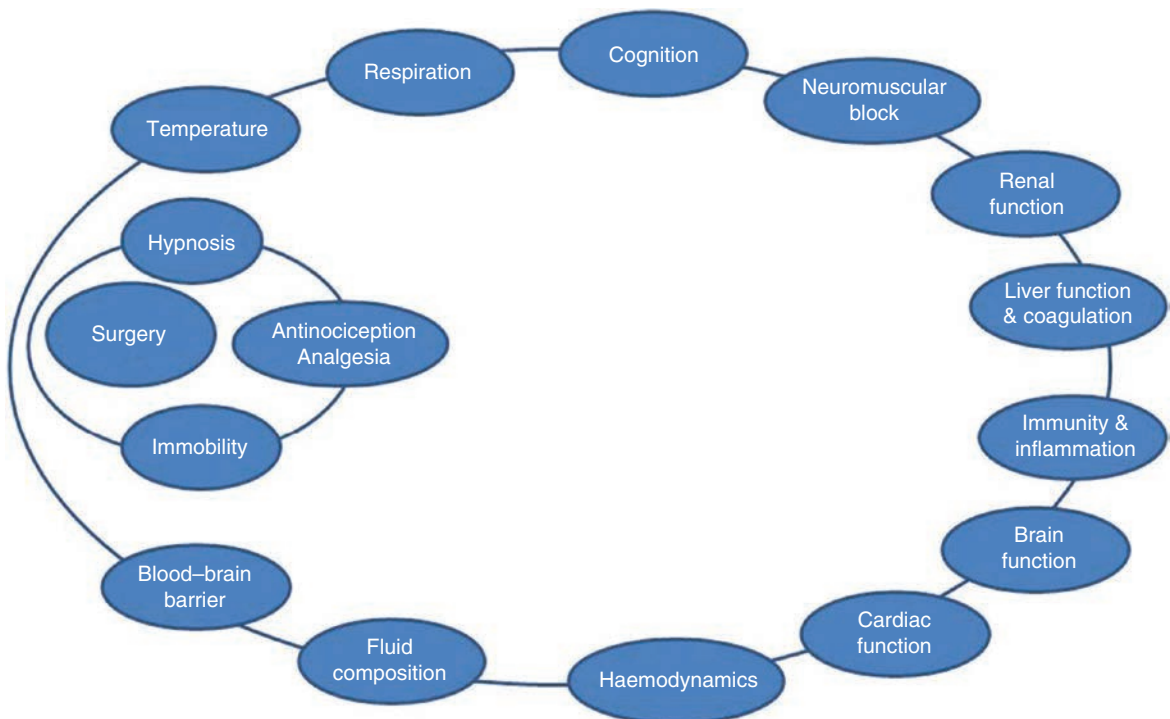 Cognition
Respiration
Neuromuscular
block
Temperature
Renal
function
Hypnosis
Liver function
& coagulation
Surgery
Antinociception
Analgesia
Immunity &
inflammation
Immobility
Brain
function
Blood–brain
barrier
Cardiac
function
Fluid
composition
Haemodynamics